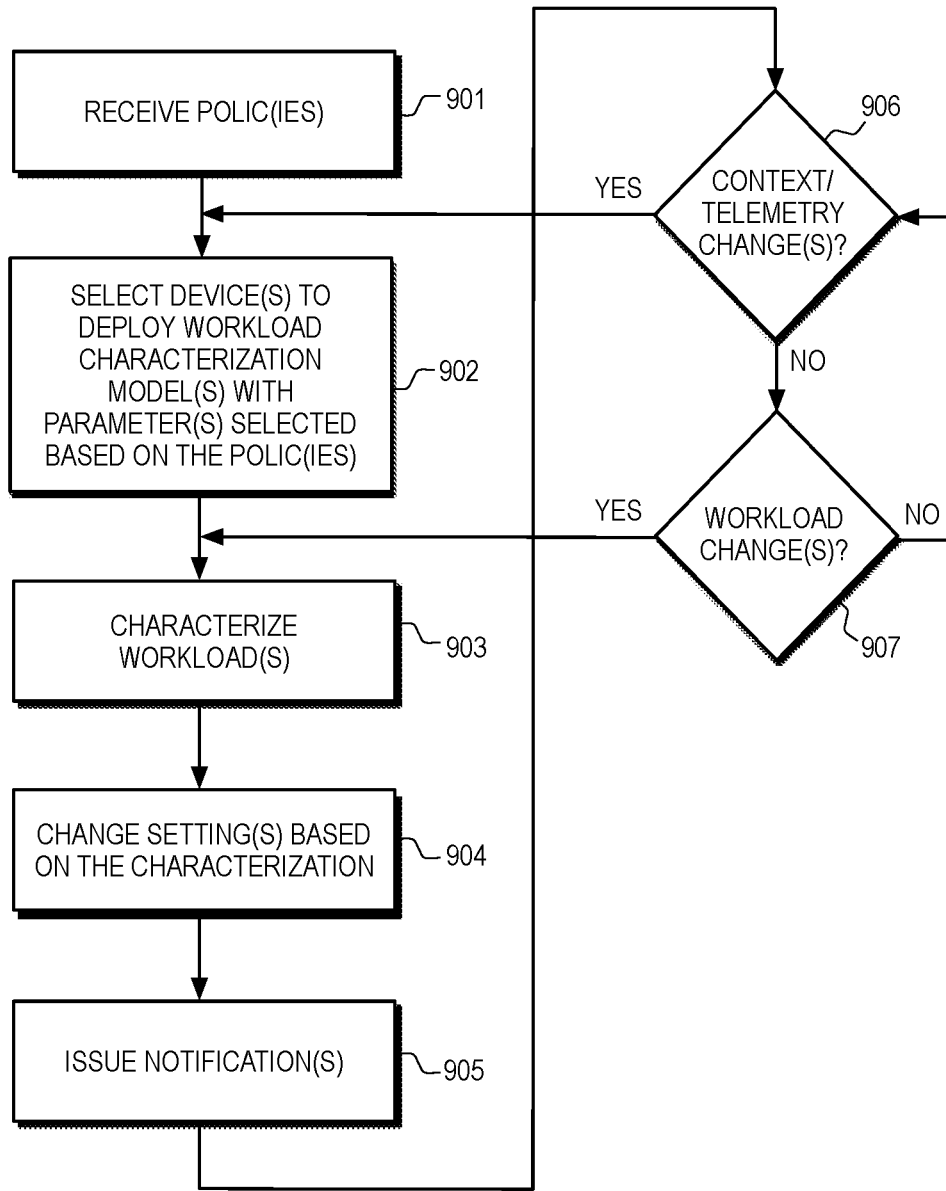 RECEIVE POLIC(IES)
901
SELECT DEVICE(S) TO
DEPLOY WORKLOAD
CHARACTERIZATION
MODEL(S) WITH
PARAMETER(S) SELECTED
BASED ON THE POLIC(IES)
902
CHARACTERIZE
WORKLOAD(S)
903
CHANGE SETTING(S) BASED
ON THE CHARACTERIZATION
904
ISSUE NOTIFICATION(S)
905
CONTEXT/
TELEMETRY
CHANGE(S)?
906
YES
NO
WORKLOAD
CHANGE(S)?
907
YES
NO